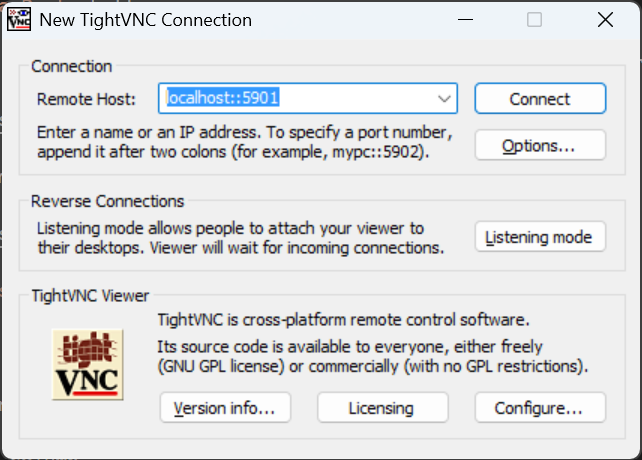 New TightVNC Connection
Connection
Remote Host: localhost::5901
Connect
Enter a name or an IP address. To specify a port number,
append it after two colons (for example, mypc::5902).
Options...
Reverse Connections
Listening mode allows people to attach your viewer to
their desktops. Viewer will wait for incoming connections.
Listening mode
TightVNC Viewer
tight
VNC
TightVNC is cross-platform remote control software.
Its source code is available to everyone, either freely
(GNU GPL license) or commercially (with no GPL restrictions).
Version info...
Licensing
Configure...